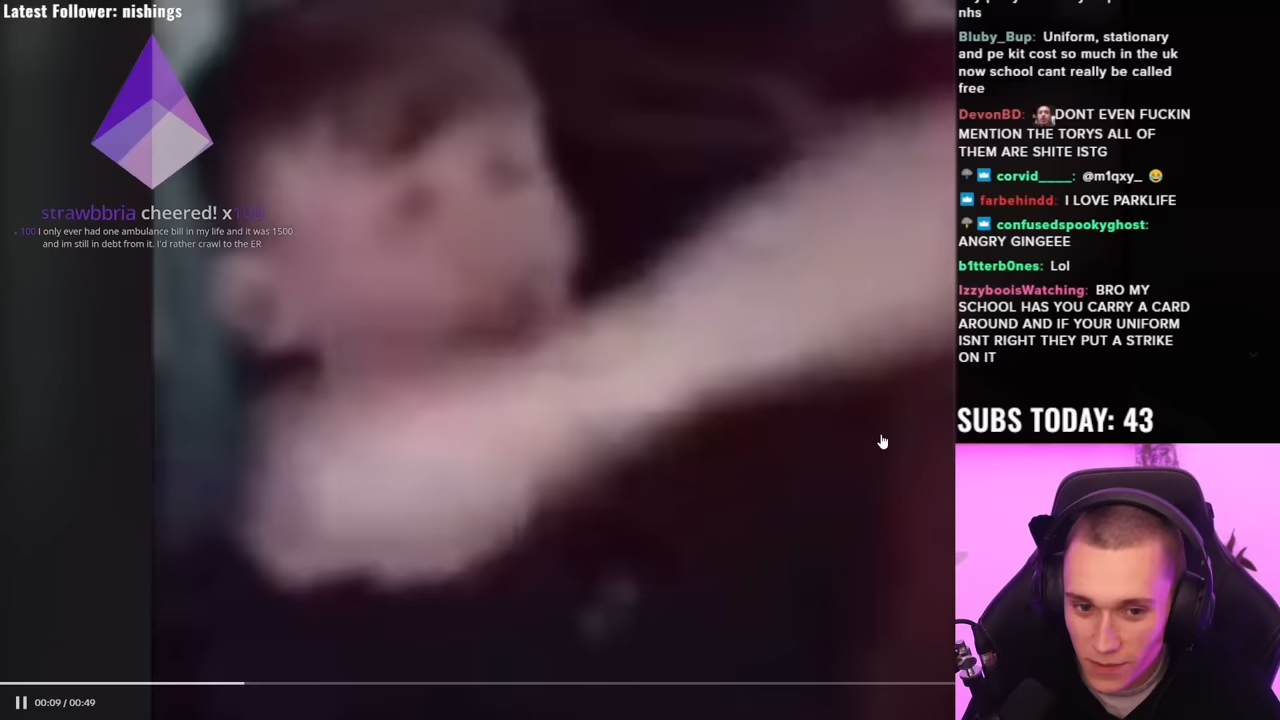 Latest Follower: nishings
strawbbria cheered! x100
100 I only ever had one ambulance bill in my life and it was 1500
and im still in debt from it. I'd rather crawl to the ER
00:09 / 00:49
nhs
Bluby_Bup: Uniform, stationary
and pe kit cost so much in the uk
now school cant really be called
free
DevonBD: DONT EVEN FUCKIN
MENTION THE TORYS ALL OF
THEM ARE SHITE ISTG
corvid____: @m1qxy_ 😂
farbehindd: I LOVE PARKLIFE
confusedspookyghost:
ANGRY GINGEEE
b1tterb0nes: Lol
IzzybooisWatching: BRO MY
SCHOOL HAS YOU CARRY A CARD
AROUND AND IF YOUR UNIFORM
ISNT RIGHT THEY PUT A STRIKE
ON IT
SUBS TODAY: 43